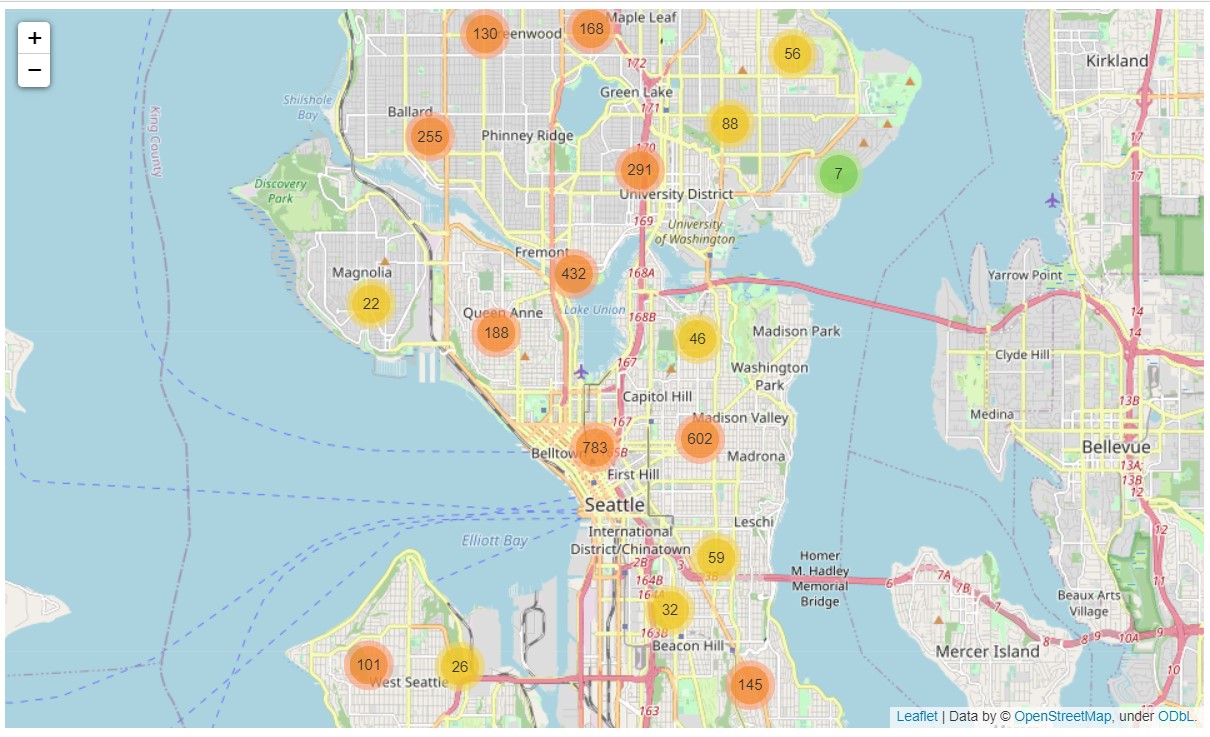 +
−
130
Greenwood
168
Maple Leaf
56
172
Kirkland
Green Lake
171
Shilshole
Bay
Ballard
255
Phinney Ridge
88
17
King County
170
291
7
17
Discovery
Park
University District
169
University
of Washington
Fremont
432
168A
Magnolia
22
Yarrow Point
14
Queen Anne
188
Lake Union
168B
46
Madison Park
14
Clyde Hill
167
Washington
Park
Capitol Hill
13B
167
Madison Valley
Medina
783
602
Belltown
Madrona
Bellevue
13A;
13B
First Hill
12
Seattle
Leschi
12
International
District/Chinatown
Elliott Bay
59
2B
3
3B
Homer
M. Hadley
Memorial
Bridge
164B
164A
6
7A
7B
7
11
Beaux Arts
Village
32
163B
Beacon Hill
8
8
9
10A
9
Mercer Island
101
26
West Seattle
145
10
163
Leaflet | Data by © OpenStreetMap, under ODbL.